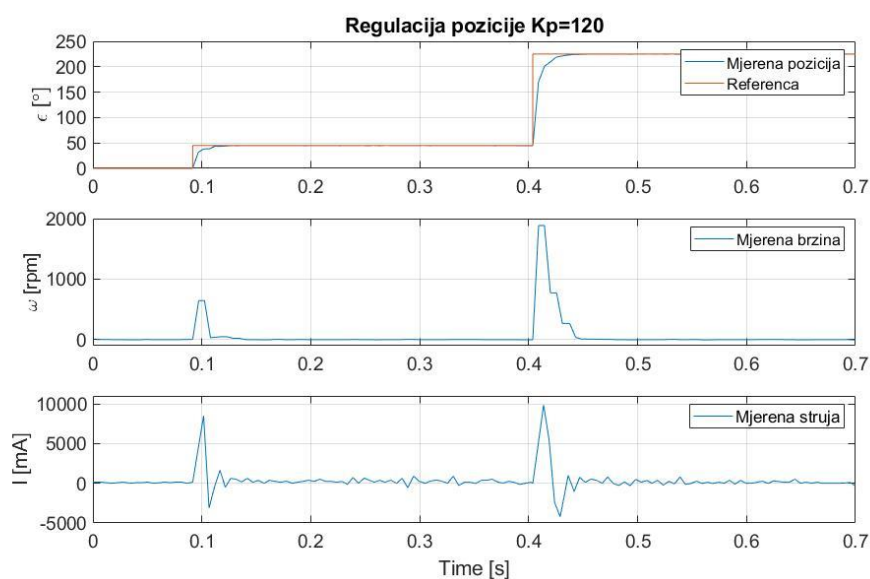 Regulacija pozicije Kp=120
250
200
150
100
50
0
ϵ [°]
Mjerena pozicija
Referenca
0 0.1 0.2 0.3 0.4 0.5 0.6 0.7
2000
1000
0
ω [rpm]
Mjerena brzina
0 0.1 0.2 0.3 0.4 0.5 0.6 0.7
10000
5000
0
-5000
I [mA]
Mjerena struja
0 0.1 0.2 0.3 0.4 0.5 0.6 0.7
Time [s]